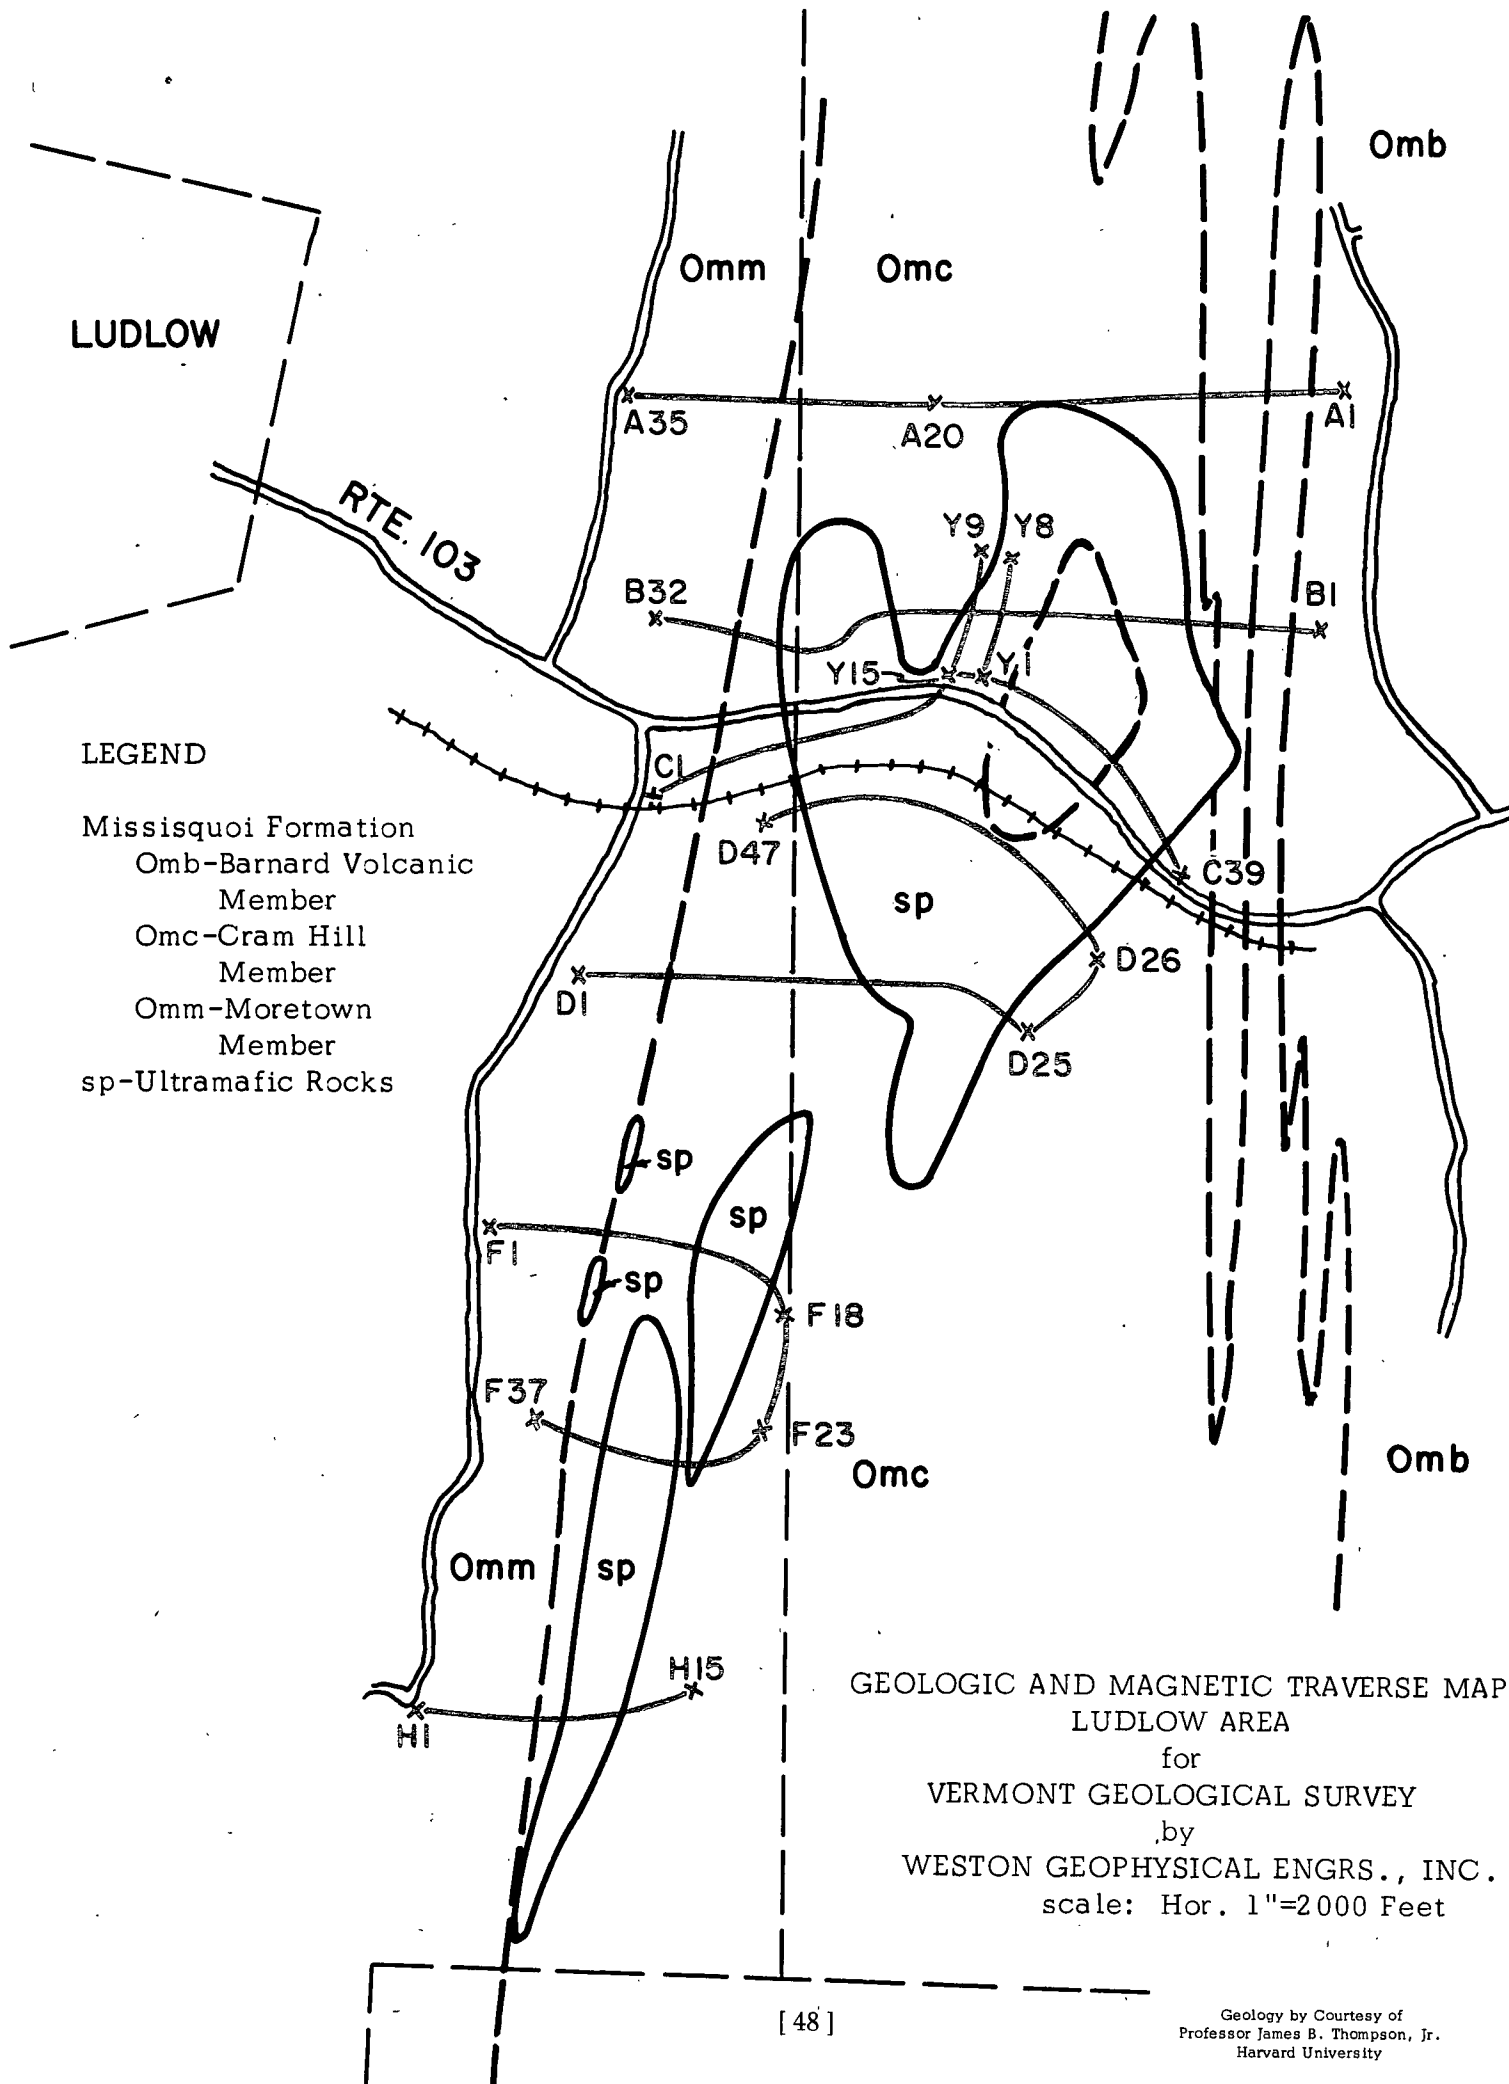 Omb
Omm
Omc
LUDLOW
A35
A20
A1
RTE. 103
Y9
Y8
B32
B1
Y15
Y1
LEGEND
C1
Missisquoi Formation
Omb-Barnard Volcanic
Member
Omc-Cram Hill
Member
Omm-Moretown
Member
sp-Ultramafic Rocks
D47
C39
sp
D26
D1
D25
sp
sp
F1
sp
F18
F37
F23
Omc
Omb
Omm
sp
H15
H1
GEOLOGIC AND MAGNETIC TRAVERSE MAP
LUDLOW AREA
for
VERMONT GEOLOGICAL SURVEY
by
WESTON GEOPHYSICAL ENGRS., INC.
scale: Hor. 1"=2000 Feet
[ 48 ]
Geology by Courtesy of
Professor James B. Thompson, Jr.
Harvard University